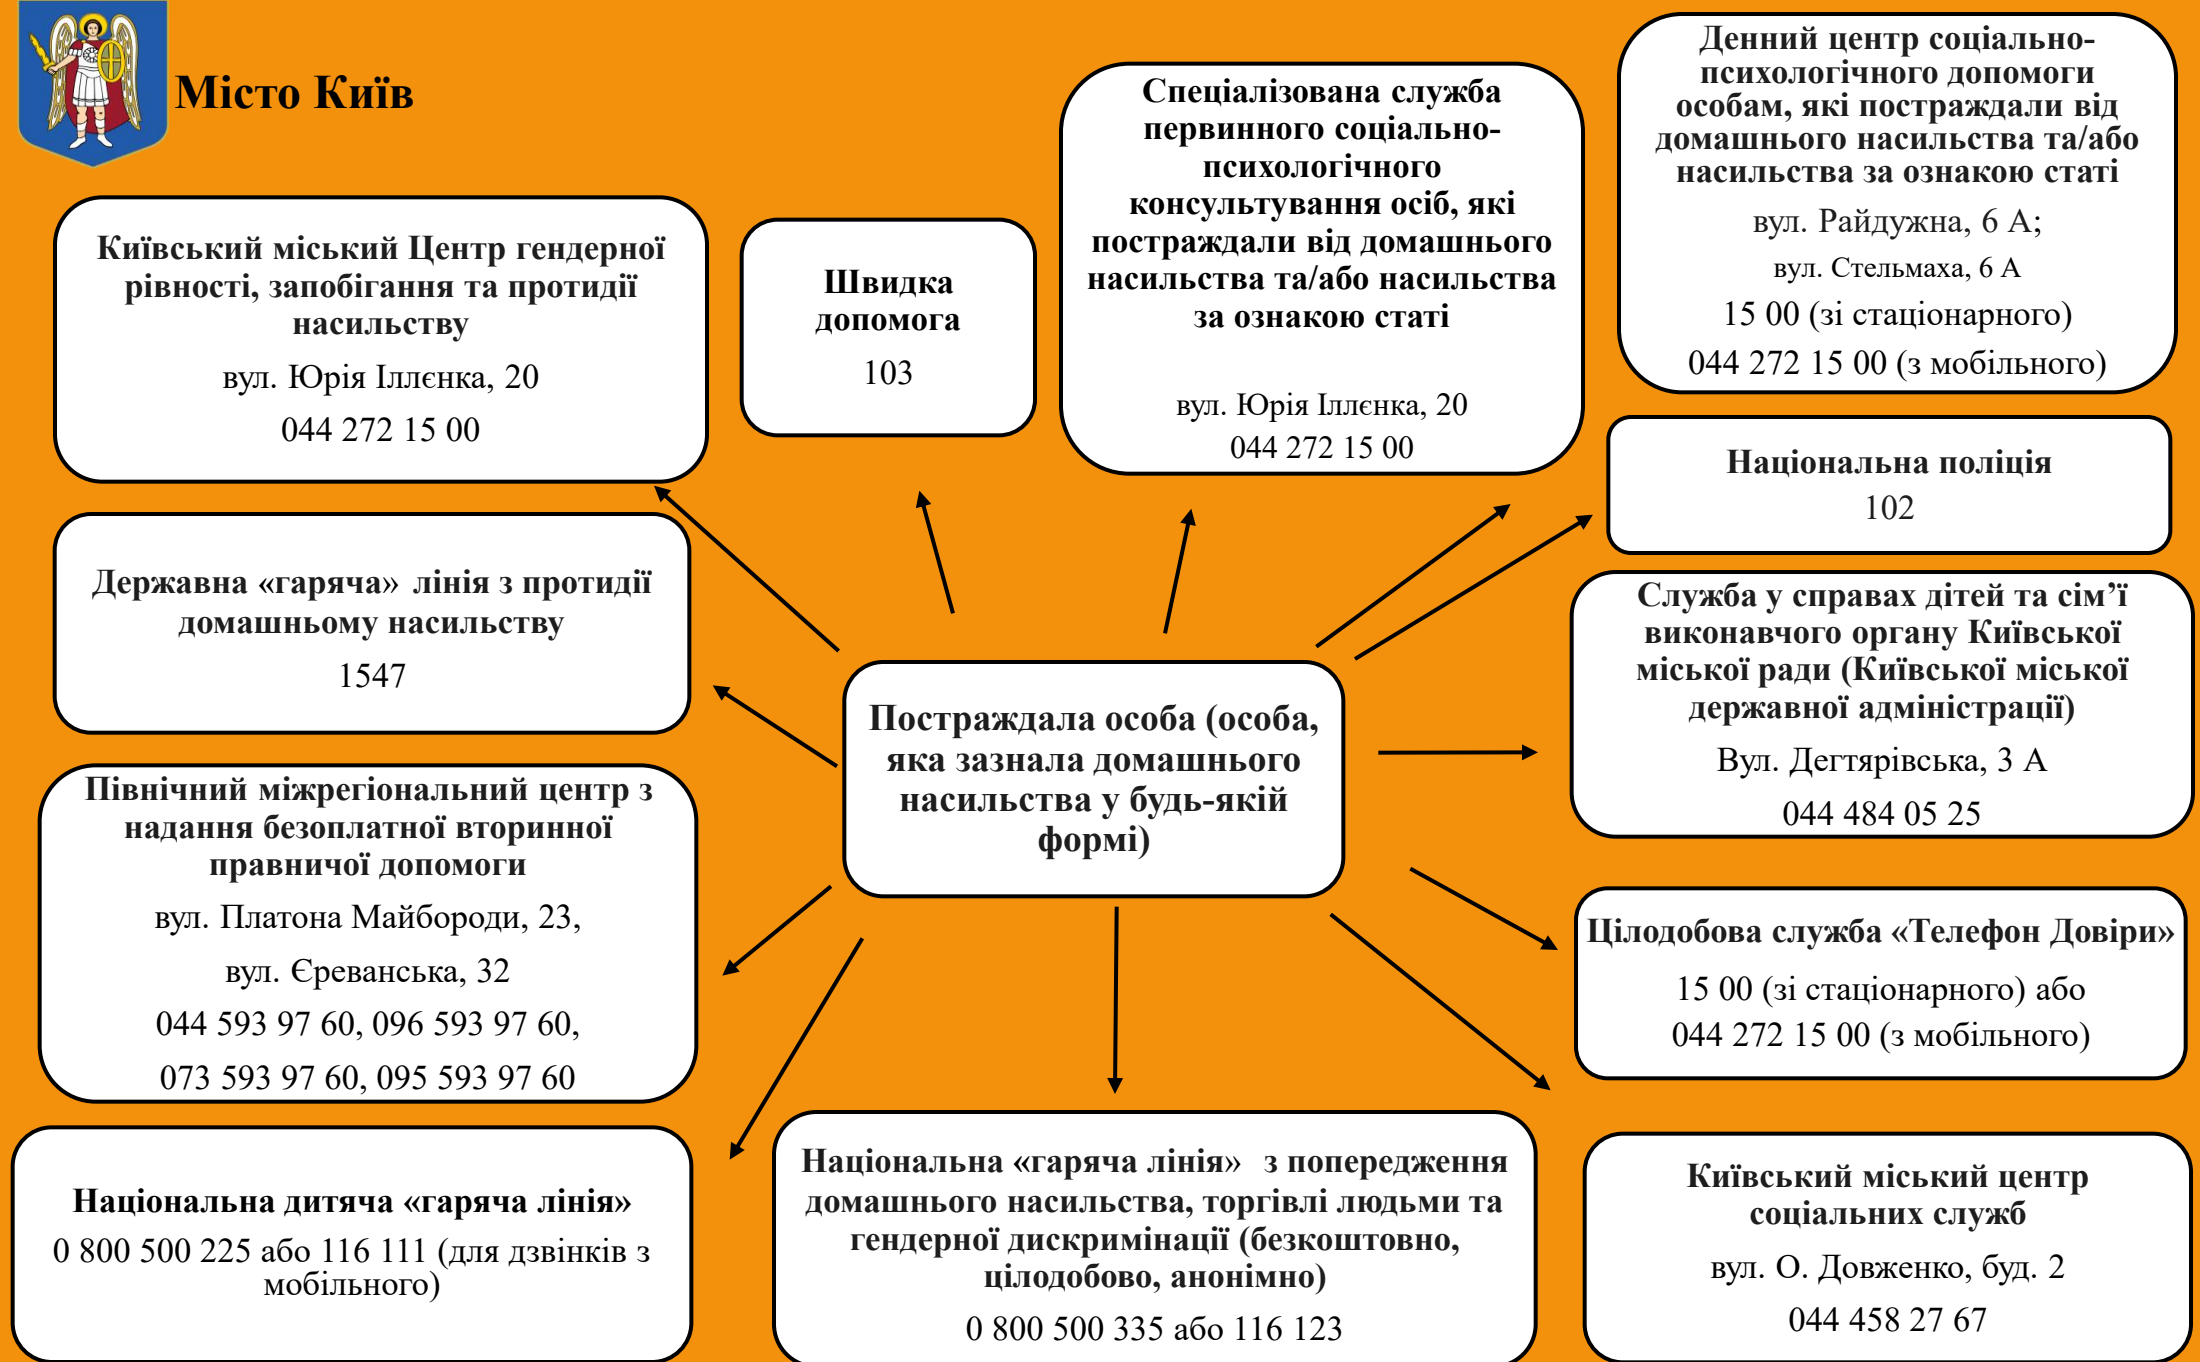 Місто Київ
Київський міський Центр гендерної
рівності, запобігання та протидії
насильству
вул. Юрія Іллєнка, 20
044 272 15 00
Швидка
допомога
103
Спеціалізована служба
первинного соціально-
психологічного
консультування осіб, які
постраждали від домашнього
насильства та/або насильства
за ознакою статі
вул. Юрія Іллєнка, 20
044 272 15 00
Денний центр соціально-
психологічного допомоги
особам, які постраждали від
домашнього насильства та/або
насильства за ознакою статі
вул. Райдужна, 6 А;
вул. Стельмаха, 6 А
15 00 (зі стаціонарного)
044 272 15 00 (з мобільного)
Національна поліція
102
Державна «гаряча» лінія з протидії
домашньому насильству
1547
Постраждала особа (особа,
яка зазнала домашнього
насильства у будь-якій
формі)
Служба у справах дітей та сім’ї
виконавчого органу Київської
міської ради (Київської міської
державної адміністрації)
Вул. Дегтярівська, 3 А
044 484 05 25
Північний міжрегіональний центр з
надання безоплатної вторинної
правничої допомоги
вул. Платона Майбороди, 23,
вул. Єреванська, 32
044 593 97 60, 096 593 97 60,
073 593 97 60, 095 593 97 60
Цілодобова служба «Телефон Довіри»
15 00 (зі стаціонарного) або
044 272 15 00 (з мобільного)
Національна дитяча «гаряча лінія»
0 800 500 225 або 116 111 (для дзвінків з
мобільного)
Національна «гаряча лінія» з попередження
домашнього насильства, торгівлі людьми та
гендерної дискримінації (безкоштовно,
цілодобово, анонімно)
0 800 500 335 або 116 123
Київський міський центр
соціальних служб
вул. О. Довженко, буд. 2
044 458 27 67